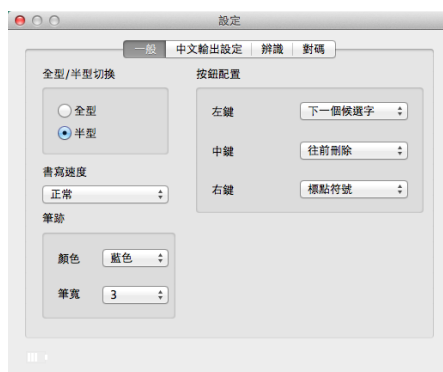 設定
一般 中文輸出設定 辨識 對碼
全型/半型切換
全型
半型
書寫速度
正常
筆跡
顏色 藍色
筆寬 3
按鈕配置
左鍵 下一個候選字
中鍵 往前刪除
右鍵 標點符號